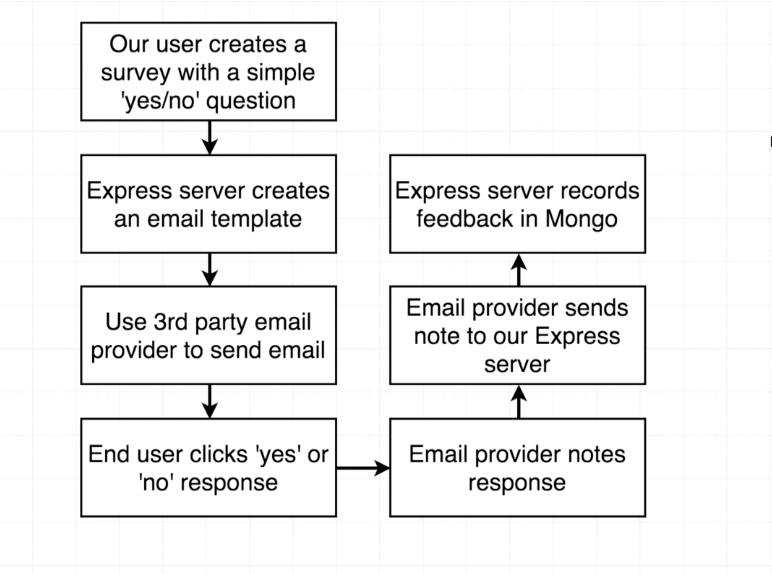 Our user creates a
survey with a simple
'yes/no' question
Express server creates
an email template
Use 3rd party email
provider to send email
End user clicks 'yes' or
'no' response
Email provider notes
response
Email provider sends
note to our Express
server
Express server records
feedback in Mongo